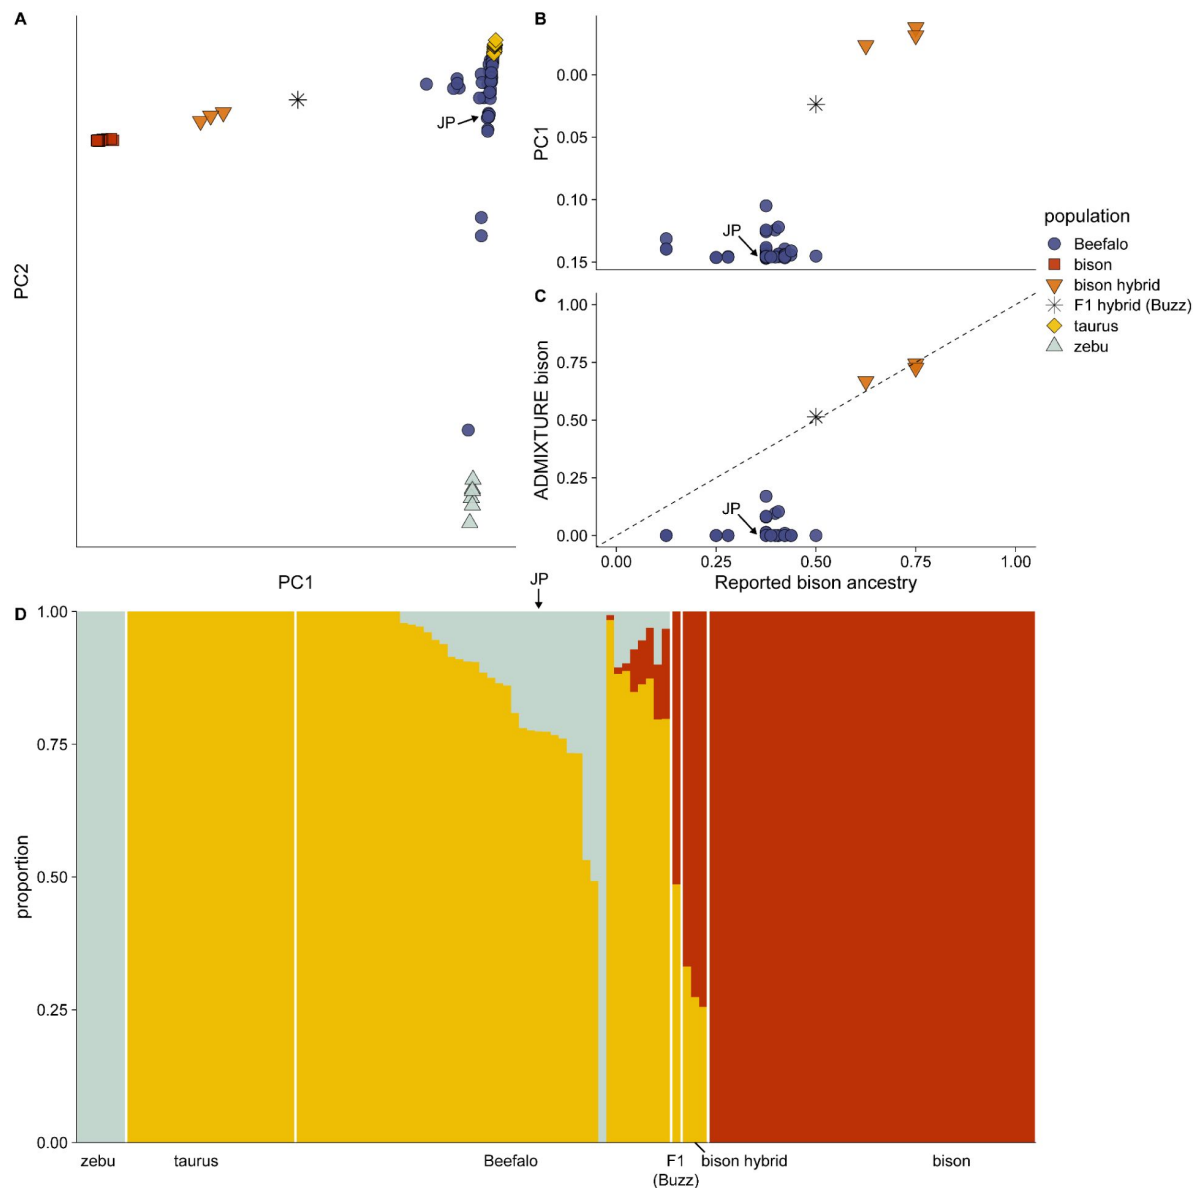 A
PC2
JP
PC1
B
PC1
0.00
0.05
0.10
0.15
JP
C
ADMIXTURE bison
1.00
0.75
0.50
0.25
0.00
JP
0.00 0.25 0.50 0.75 1.00
Reported bison ancestry
population
Beefalo
bison
bison hybrid
F1 hybrid (Buzz)
taurus
zebu
D
JP
proportion
1.00
0.75
0.50
0.25
0.00
zebu taurus Beefalo F1 bison hybrid bison
(Buzz)